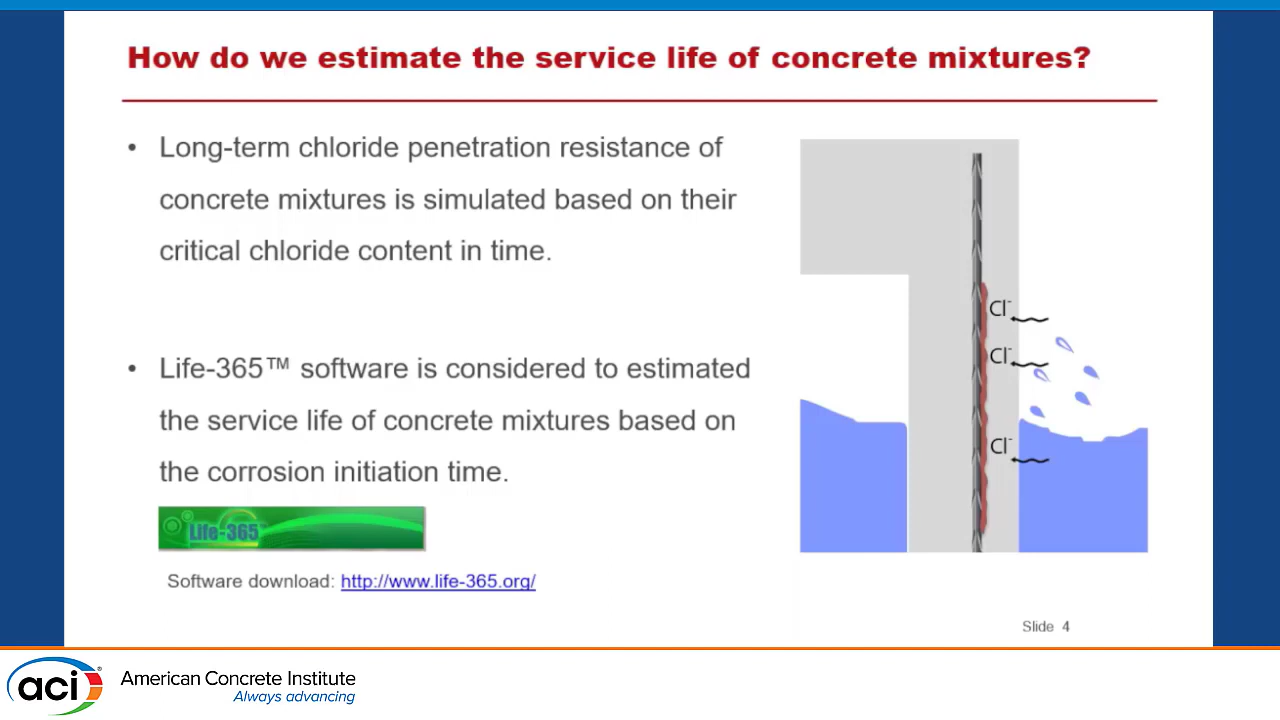 How do we estimate the service life of concrete mixtures?
• Long-term chloride penetration resistance of
concrete mixtures is simulated based on their
critical chloride content in time.
• Life-365™ software is considered to estimated
the service life of concrete mixtures based on
the corrosion initiation time.
Life-365
Software download: http://www.life-365.org/
Cl⁻
Cl⁻
Cl⁻
Slide 4
aci®
American Concrete Institute
Always advancing